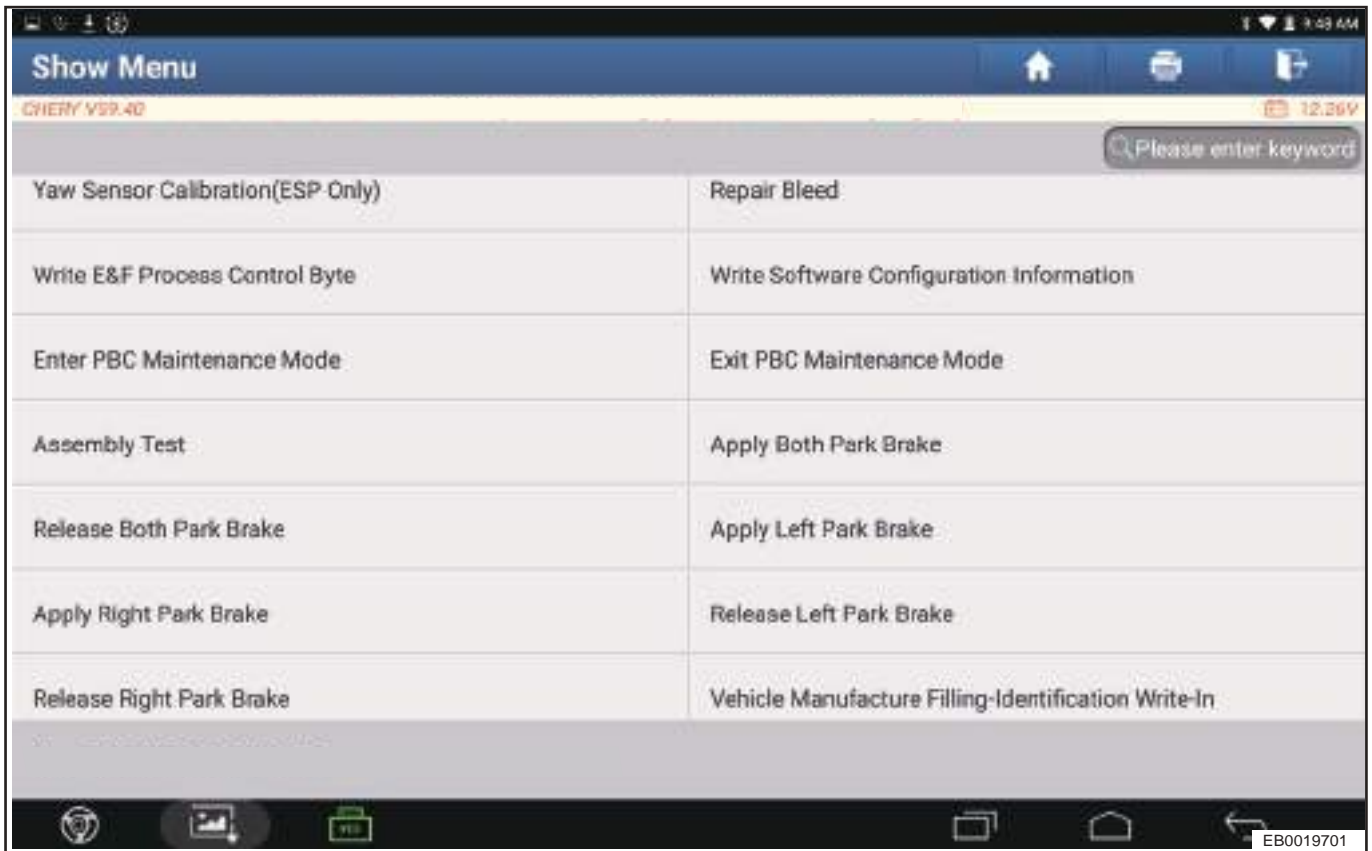 9:49 AM
Show Menu
CHERY V59.40
12.26V
Please enter keyword
Yaw Sensor Calibration(ESP Only)
Repair Bleed
Write E&F Process Control Byte
Write Software Configuration Information
Enter PBC Maintenance Mode
Exit PBC Maintenance Mode
Assembly Test
Apply Both Park Brake
Release Both Park Brake
Apply Left Park Brake
Apply Right Park Brake
Release Left Park Brake
Release Right Park Brake
Vehicle Manufacture Filling-Identification Write-In
EB0019701